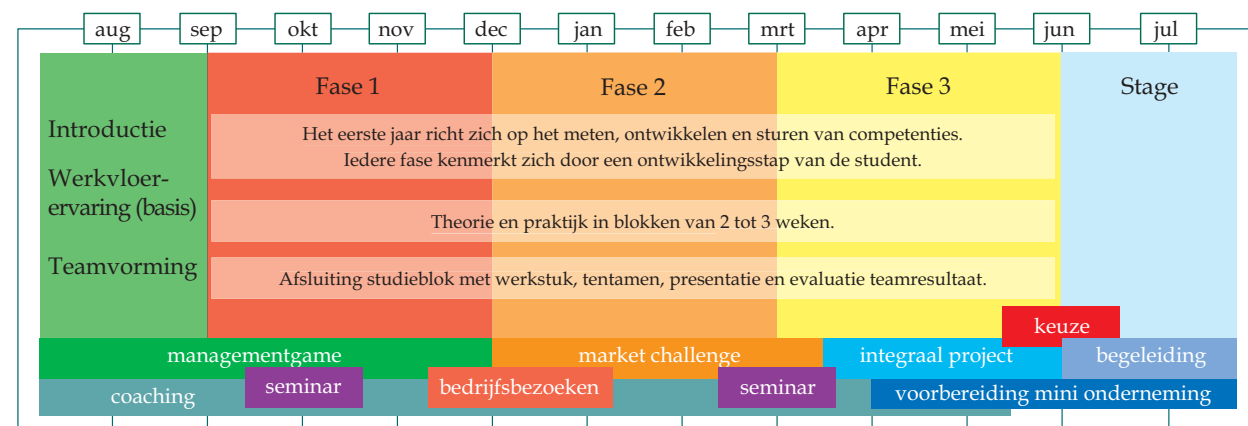 aug sep okt nov dec jan feb mrt apr mei jun jul
Fase 1 Fase 2 Fase 3 Stage
Introductie
Werkvloer-
ervaring (basis)
Teamvorming
Het eerste jaar richt zich op het meten, ontwikkelen en sturen van competenties.
Iedere fase kenmerkt zich door een ontwikkelingsstap van de student.
Theorie en praktijk in blokken van 2 tot 3 weken.
Afsluiting studieblok met werkstuk, tentamen, presentatie en evaluatie teamresultaat.
keuze
managementgame market challenge integraal project begeleiding
coaching seminar bedrijfsbezoeken seminar voorbereiding mini onderneming